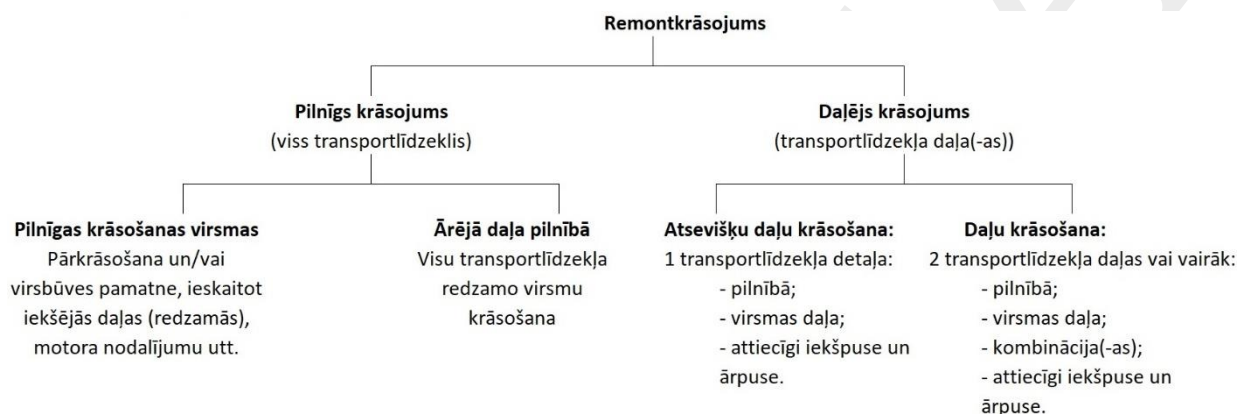 Remontkrāsojums
Pilnīgs krāsojums
(viss transportlīdzeklis)
Daļējs krāsojums
(transportlīdzekļa daļa(-as))
Pilnīgas krāsošanas virsmas
Pārkrāsošana un/vai
virsbūves pamatne, ieskaitot
iekšējās daļas (redzamās),
motora nodalījumu utt.
Ārējā daļa pilnībā
Visu transportlīdzekļa
redzamo virsmu
krāsošana
Atsevišķu daļu krāsošana:
1 transportlīdzekļa detaļa:
- pilnībā;
- virsmas daļa;
- attiecīgi iekšpuse un
ārpuse.
Daļu krāsošana:
2 transportlīdzekļa daļas vai vairāk:
- pilnībā;
- virsmas daļa;
- kombinācija(-as);
- attiecīgi iekšpuse un
ārpuse.